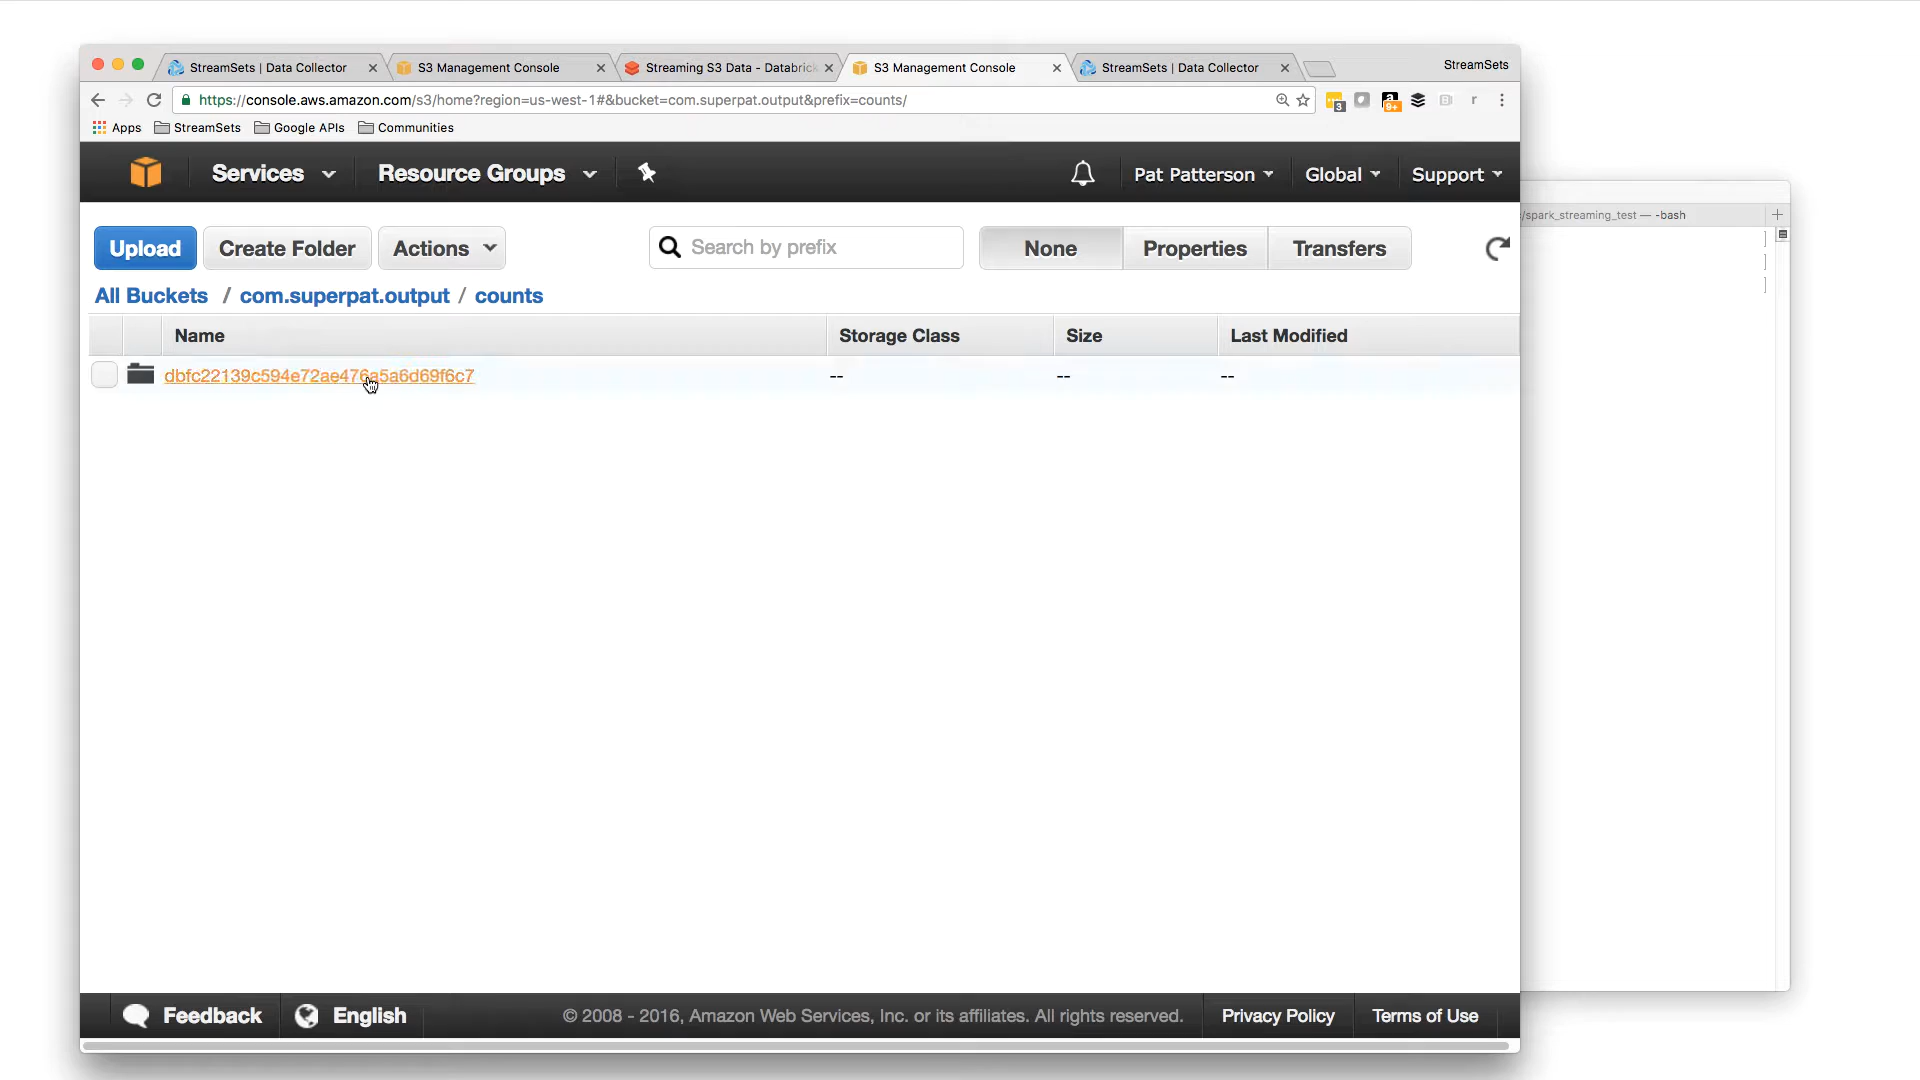 StreamSets | Data Collector
S3 Management Console
Streaming S3 Data - Databrick
S3 Management Console
StreamSets | Data Collector
StreamSets
https://console.aws.amazon.com/s3/home?region=us-west-1#&bucket=com.superpat.output&prefix=counts/
3
9+
r
Apps
StreamSets
Google APIs
Communities
Services
Resource Groups
Pat Patterson
Global
Support
/spark_streaming_test — -bash
Upload
Create Folder
Actions
Search by prefix
None
Properties
Transfers
All Buckets / com.superpat.output / counts
Name
Storage Class
Size
Last Modified
dbfc22139c594e72ae476a5a6d69f6c7
--
--
--
Feedback
English
© 2008 - 2016, Amazon Web Services, Inc. or its affiliates. All rights reserved.
Privacy Policy
Terms of Use